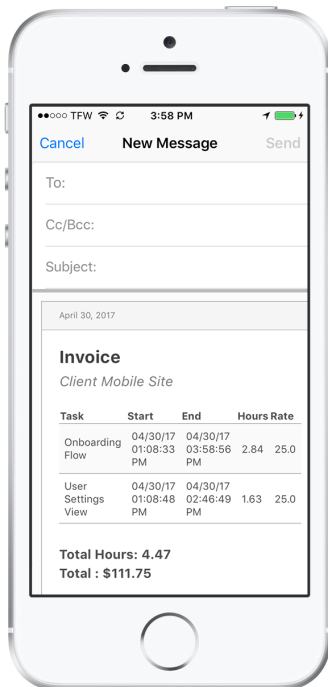 TFW 3:58 PM
Cancel New Message Send
To:
Cc/Bcc:
Subject:
April 30, 2017
Invoice
Client Mobile Site
Task Start End Hours Rate
Onboarding Flow 04/30/17 01:08:33 PM 04/30/17 03:58:56 PM 2.84 25.0
User Settings View 04/30/17 01:08:48 PM 04/30/17 02:46:49 PM 1.63 25.0
Total Hours: 4.47
Total : $111.75